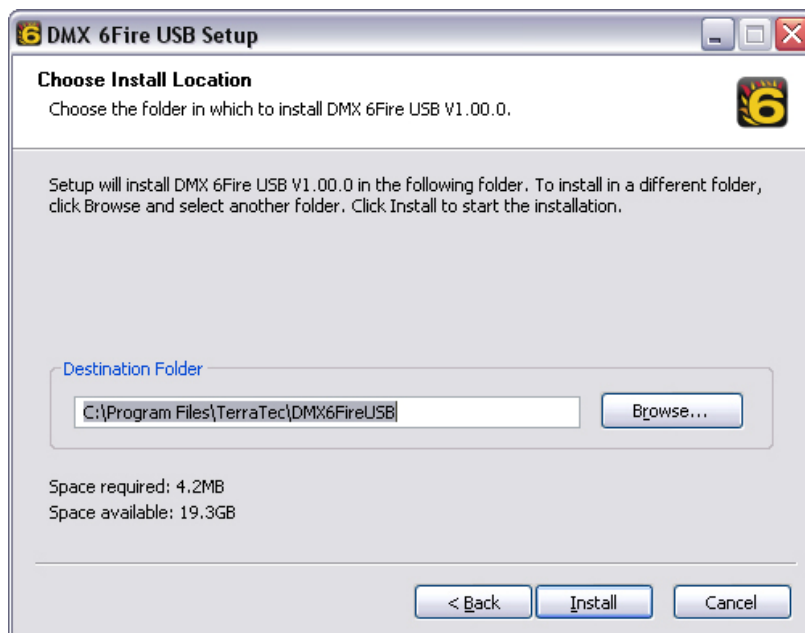 DMX 6Fire USB Setup
Choose Install Location
Choose the folder in which to install DMX 6Fire USB V1.00.0.
6
Setup will install DMX 6Fire USB V1.00.0 in the following folder. To install in a different folder,
click Browse and select another folder. Click Install to start the installation.
Destination Folder
C:\Program Files\TerraTec\DMX6FireUSB
Browse...
Space required: 4.2MB
Space available: 19.3GB
< Back
Install
Cancel